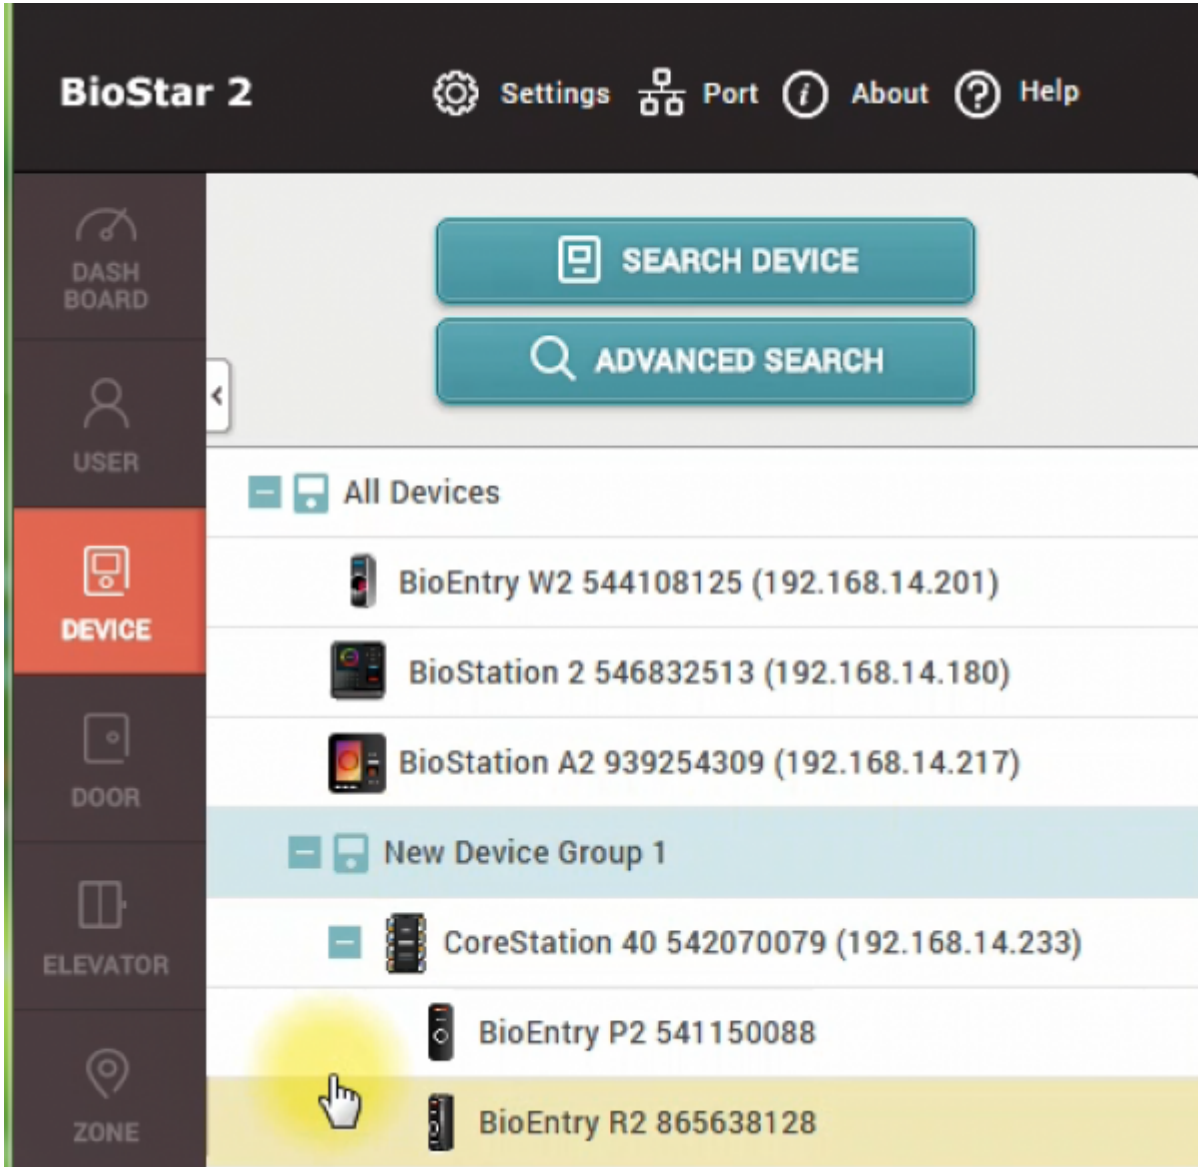 BioStar 2
Settings
Port
About
Help
DASH
BOARD
USER
DEVICE
DOOR
ELEVATOR
ZONE
SEARCH DEVICE
ADVANCED SEARCH
All Devices
BioEntry W2 544108125 (192.168.14.201)
BioStation 2 546832513 (192.168.14.180)
BioStation A2 939254309 (192.168.14.217)
New Device Group 1
CoreStation 40 542070079 (192.168.14.233)
BioEntry P2 541150088
BioEntry R2 865638128